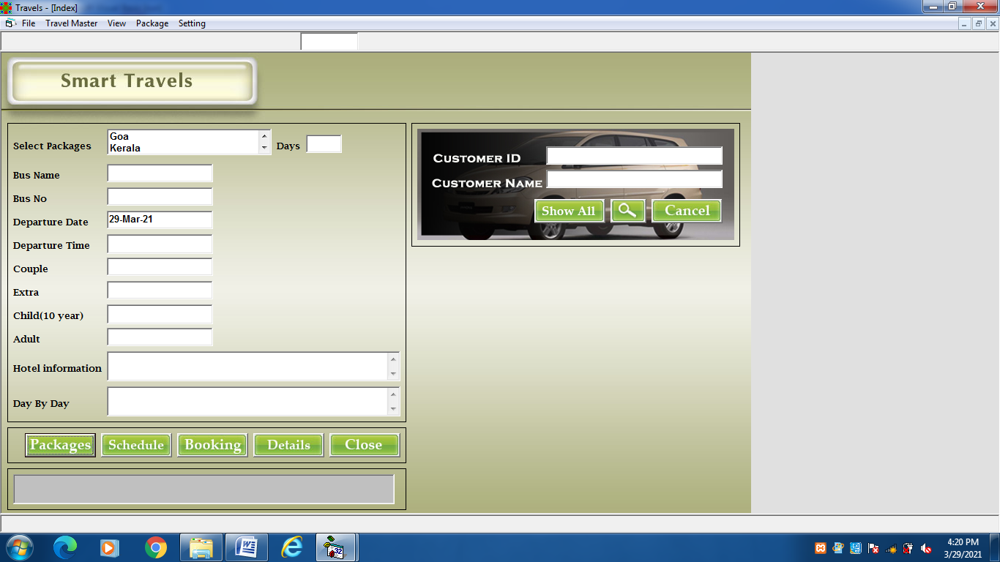 Travels - [Index]
File Travel Master View Package Setting
Smart Travels
Select Packages
Goa
Kerala
Days
Bus Name
Bus No
Departure Date 29-Mar-21
Departure Time
Couple
Extra
Child(10 year)
Adult
Hotel information
Day By Day
Packages Schedule Booking Details Close
Customer ID
Customer Name
Show All Cancel
4:20 PM
3/29/2021